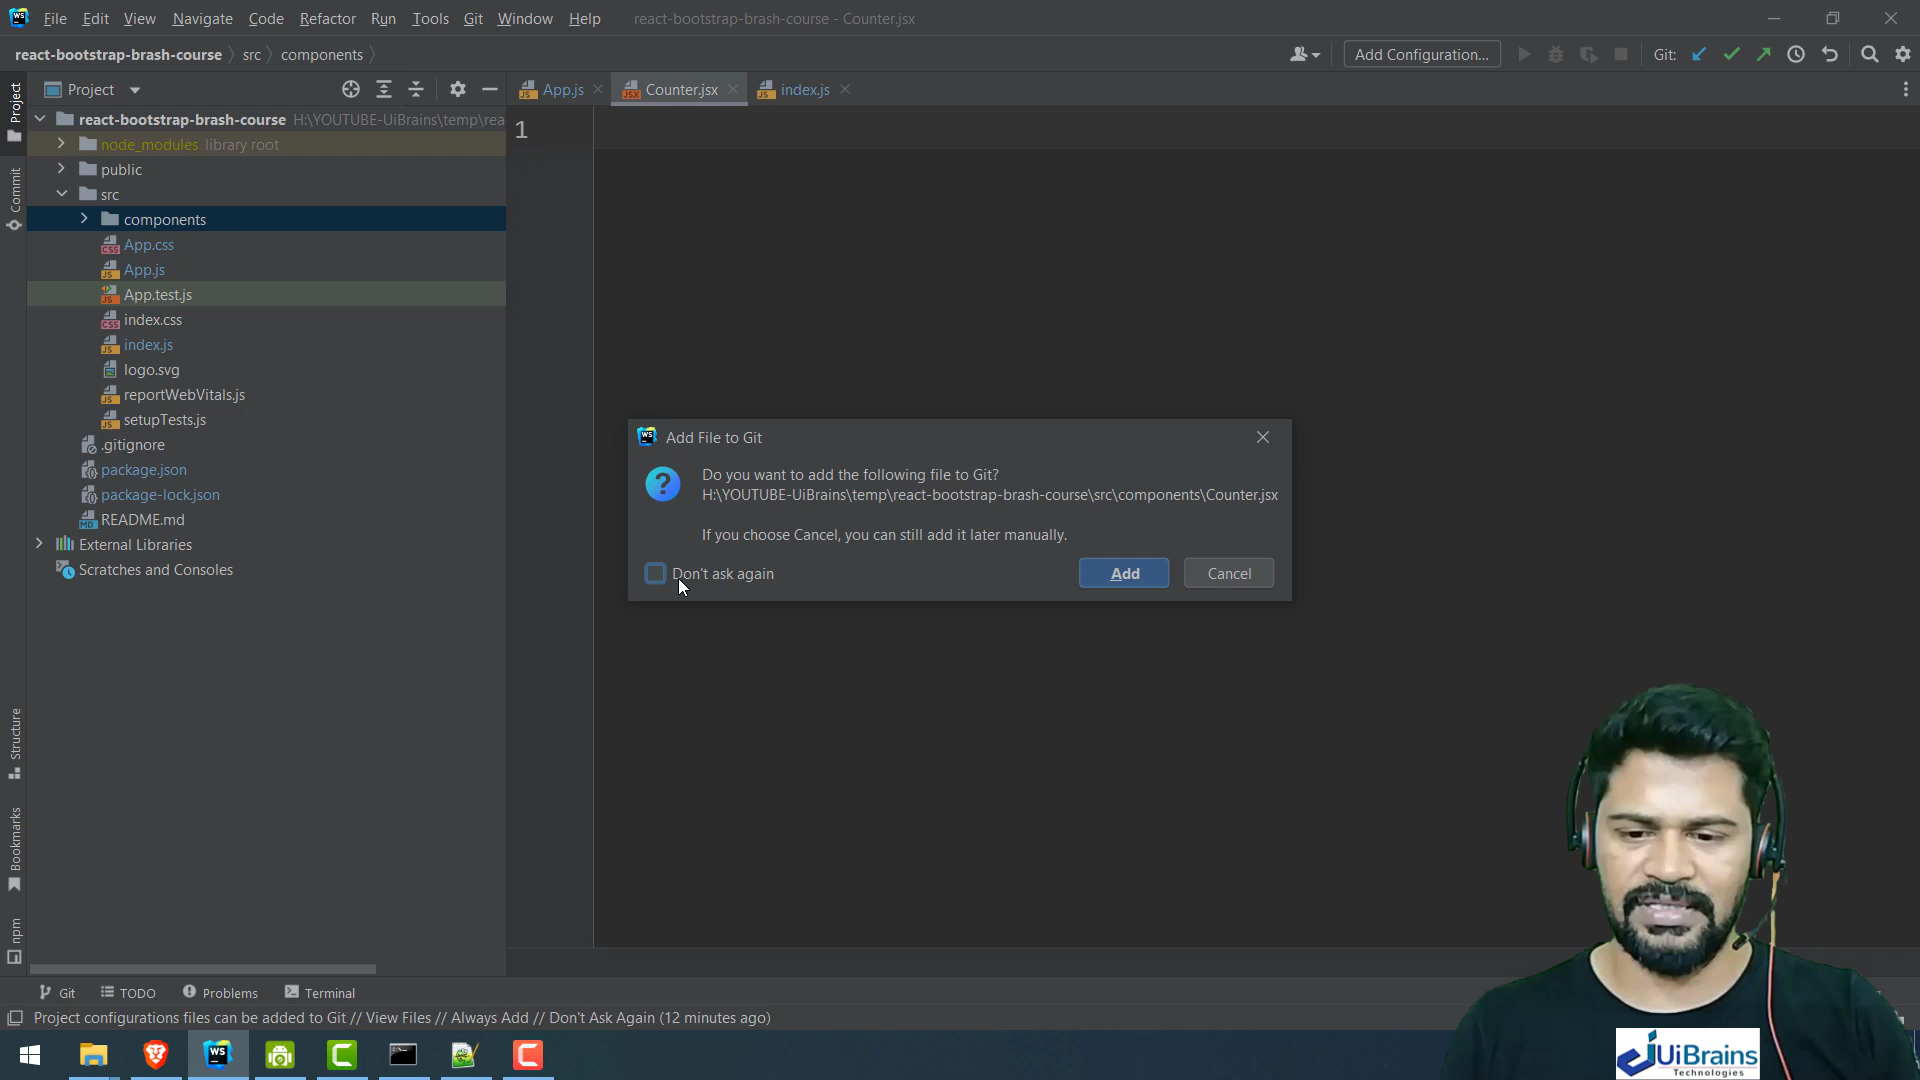 File Edit View Navigate Code Refactor Run Tools Git Window Help react-bootstrap-brash-course - Counter.jsx
react-bootstrap-brash-course src components Add Configuration... Git:
Project App.js Counter.jsx index.js
react-bootstrap-brash-course H:\YOUTUBE-UiBrains\temp\rea
1
node_modules library root
public
src
components
App.css
App.js
App.test.js
index.css
index.js
logo.svg
reportWebVitals.js
setupTests.js
.gitignore
package.json
package-lock.json
README.md
External Libraries
Scratches and Consoles
Project
Commit
Structure
Bookmarks
npm
Add File to Git
Do you want to add the following file to Git?
H:\YOUTUBE-UiBrains\temp\react-bootstrap-brash-course\src\components\Counter.jsx
If you choose Cancel, you can still add it later manually.
Don't ask again Add Cancel
Git TODO Problems Terminal
Project configurations files can be added to Git // View Files // Always Add // Don't Ask Again (12 minutes ago)
WS
UiBrains
Technologies